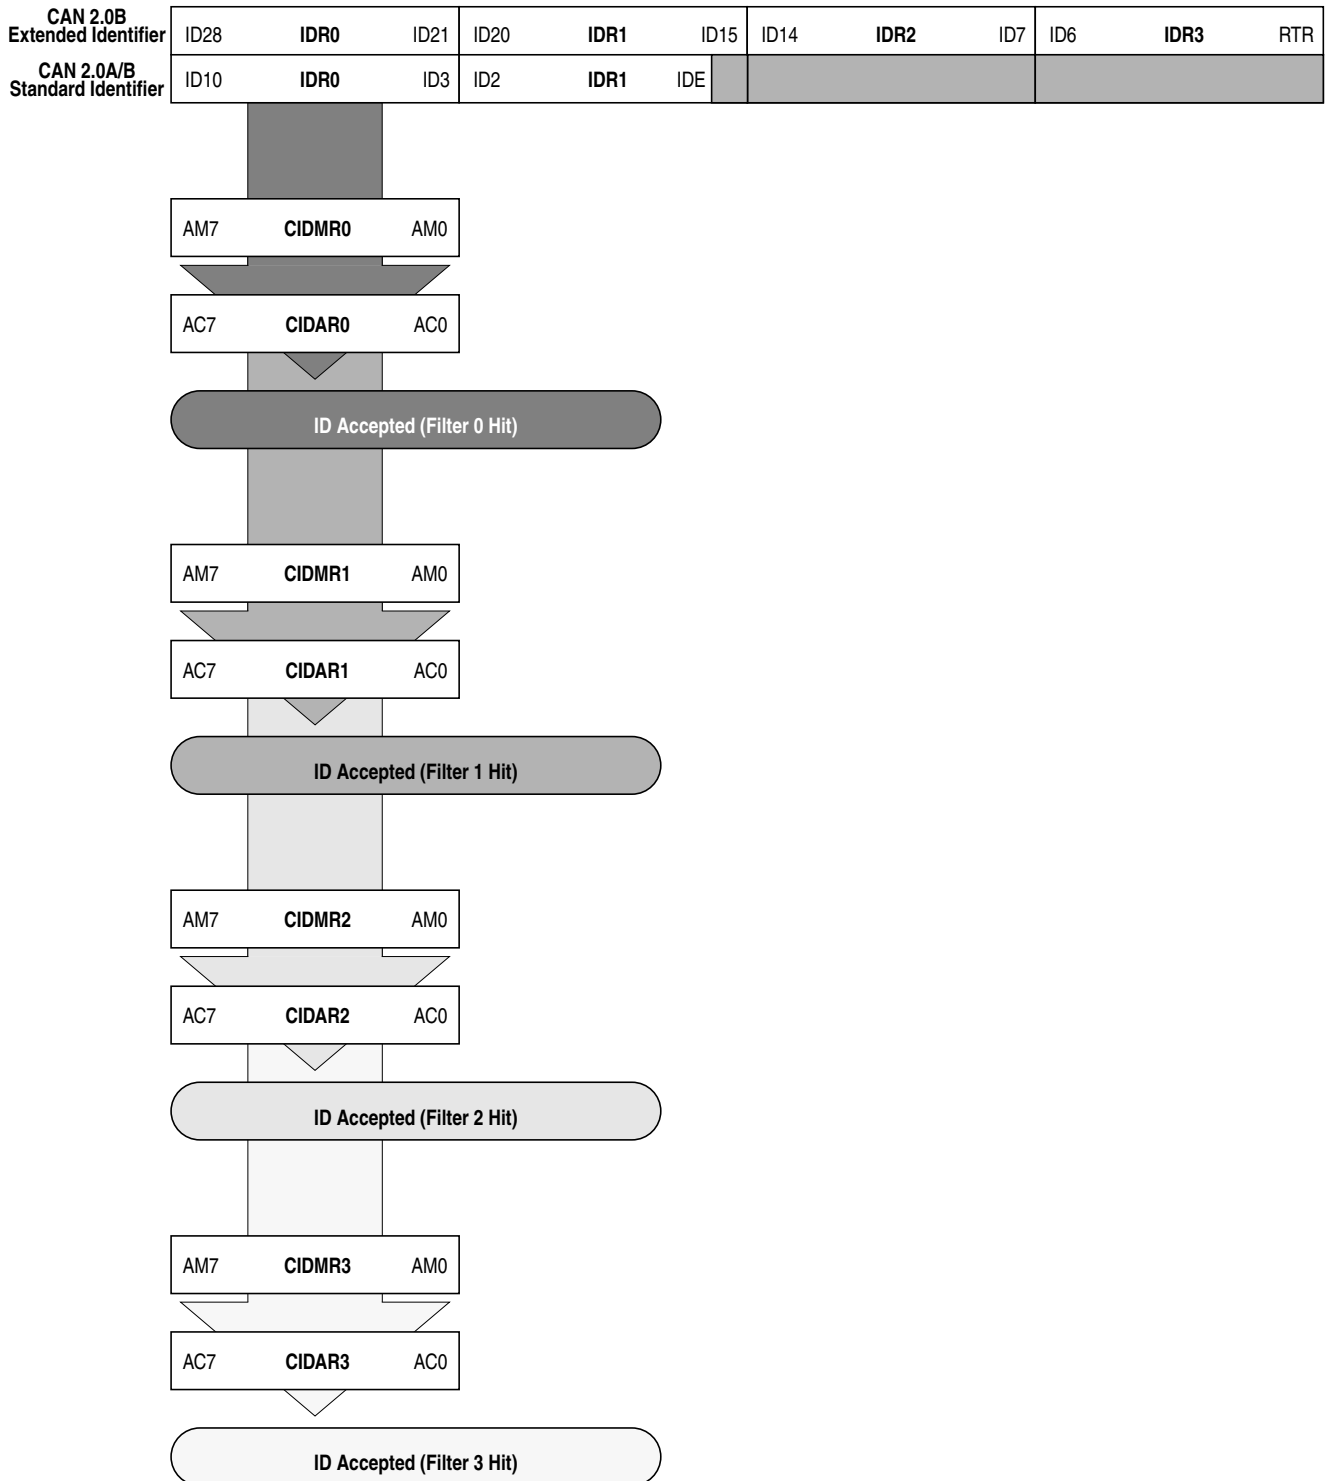 CAN 2.0B
Extended Identifier
ID28 IDR0 ID21 ID20 IDR1 ID15 ID14 IDR2 ID7 ID6 IDR3 RTR
CAN 2.0A/B
Standard Identifier
ID10 IDR0 ID3 ID2 IDR1 IDE
AM7 CIDMR0 AM0
AC7 CIDAR0 AC0
ID Accepted (Filter 0 Hit)
AM7 CIDMR1 AM0
AC7 CIDAR1 AC0
ID Accepted (Filter 1 Hit)
AM7 CIDMR2 AM0
AC7 CIDAR2 AC0
ID Accepted (Filter 2 Hit)
AM7 CIDMR3 AM0
AC7 CIDAR3 AC0
ID Accepted (Filter 3 Hit)